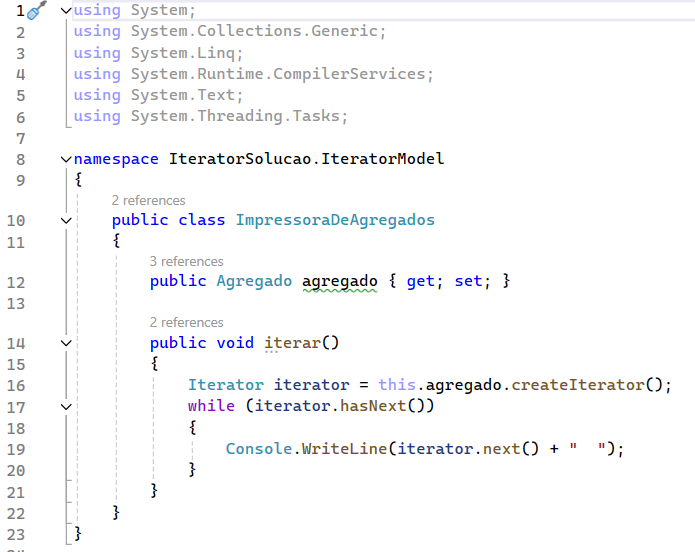 1 using System;
2 using System.Collections.Generic;
3 using System.Linq;
4 using System.Runtime.CompilerServices;
5 using System.Text;
6 using System.Threading.Tasks;
7
8 namespace IteratorSolucao.IteratorModel
9 {
2 references
10 public class ImpressoraDeAgregados
11 {
3 references
12 public Agregado agregado { get; set; }
13
2 references
14 public void iterar()
15 {
16 Iterator iterator = this.agregado.createIterator();
17 while (iterator.hasNext())
18 {
19 Console.WriteLine(iterator.next() + "  ");
20 }
21 }
22 }
23 }